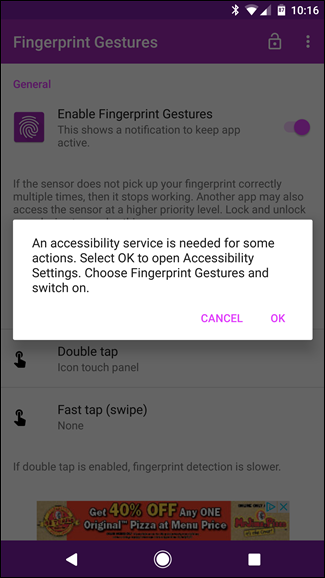 87
10:16
Fingerprint Gestures
General
Enable Fingerprint Gestures
This shows a notification to keep app
active.
If the sensor does not pick up your fingerprint correctly
multiple times, then it stops working. Another app may also
access the sensor at a higher priority level. Lock and unlock
An accessibility service is needed for some
actions. Select OK to open Accessibility
Settings. Choose Fingerprint Gestures and
switch on.
CANCEL
OK
Double tap
Icon touch panel
Fast tap (swipe)
None
If double tap is enabled, fingerprint detection is slower.
Get 40% OFF Any ONE
Original™ Pizza at Menu Price
ONLINE ONLY!